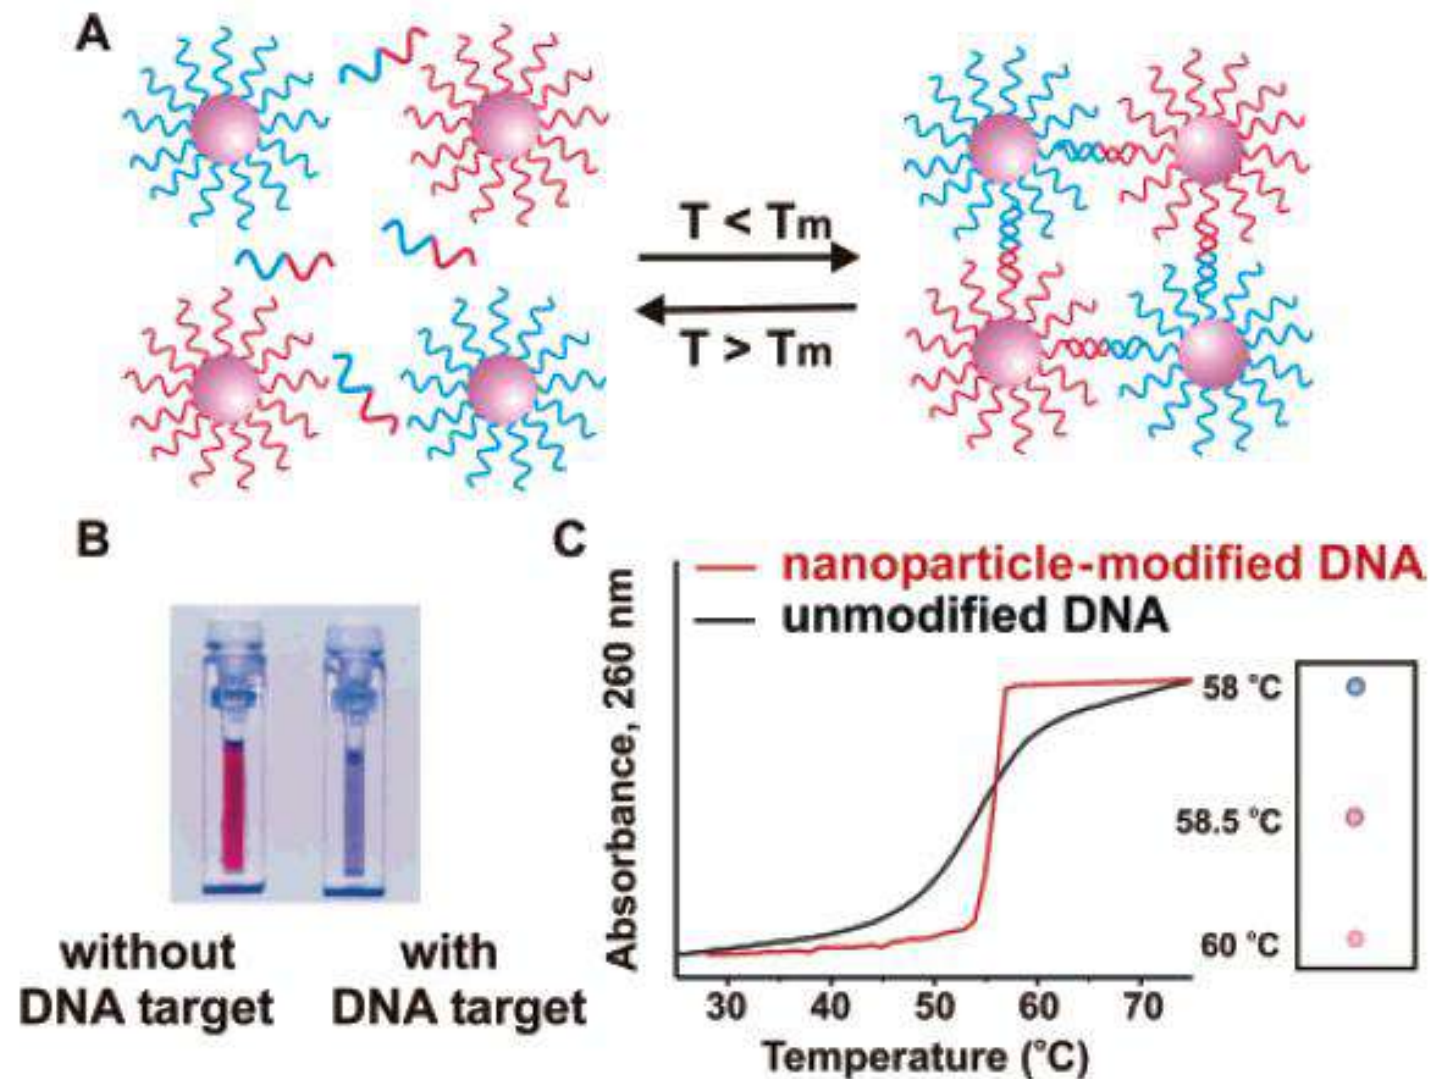 A
T < Tm
T > Tm
B
without
DNA target
with
DNA target
C
nanoparticle-modified DNA
unmodified DNA
Absorbance, 260 nm
30 40 50 60 70
Temperature (°C)
58 °C
58.5 °C
60 °C